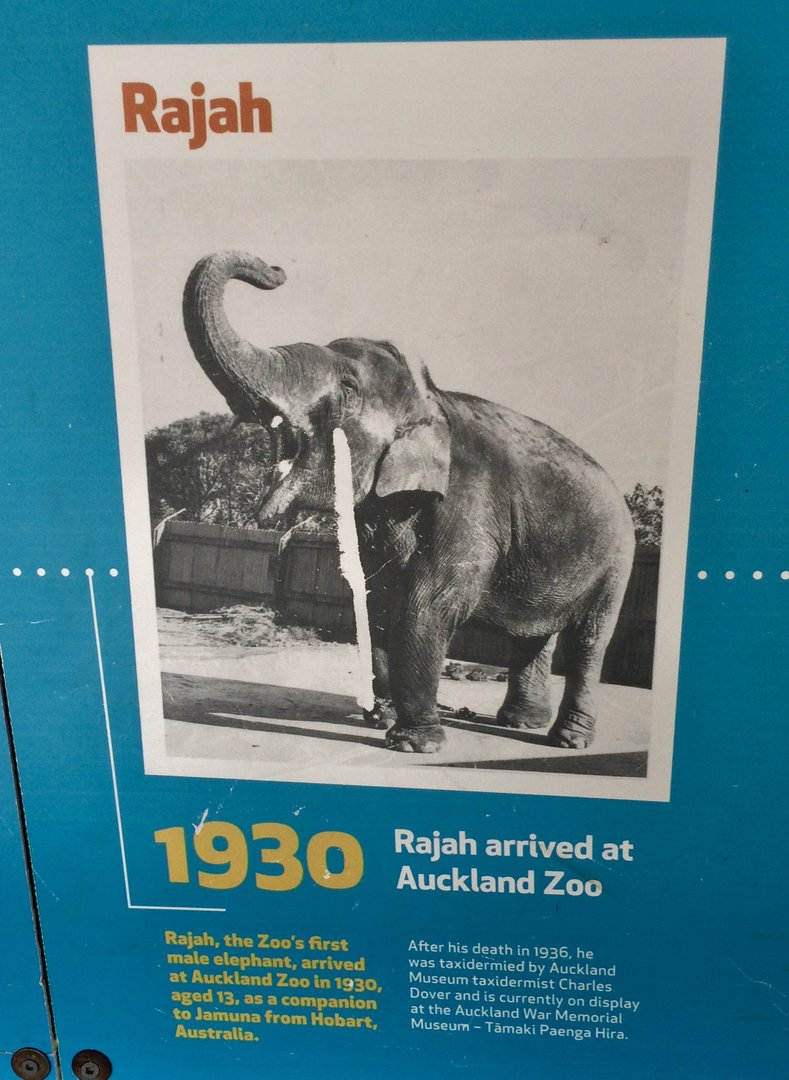 Rajah
1930
Rajah arrived at
Auckland Zoo
Rajah, the Zoo's first
male elephant, arrived
at Auckland Zoo in 1930,
aged 13, as a companion
to Jamuna from Hobart,
Australia.
After his death in 1936, he
was taxidermied by Auckland
Museum taxidermist Charles
Dover and is currently on display
at the Auckland War Memorial
Museum – Tāmaki Paenga Hira.